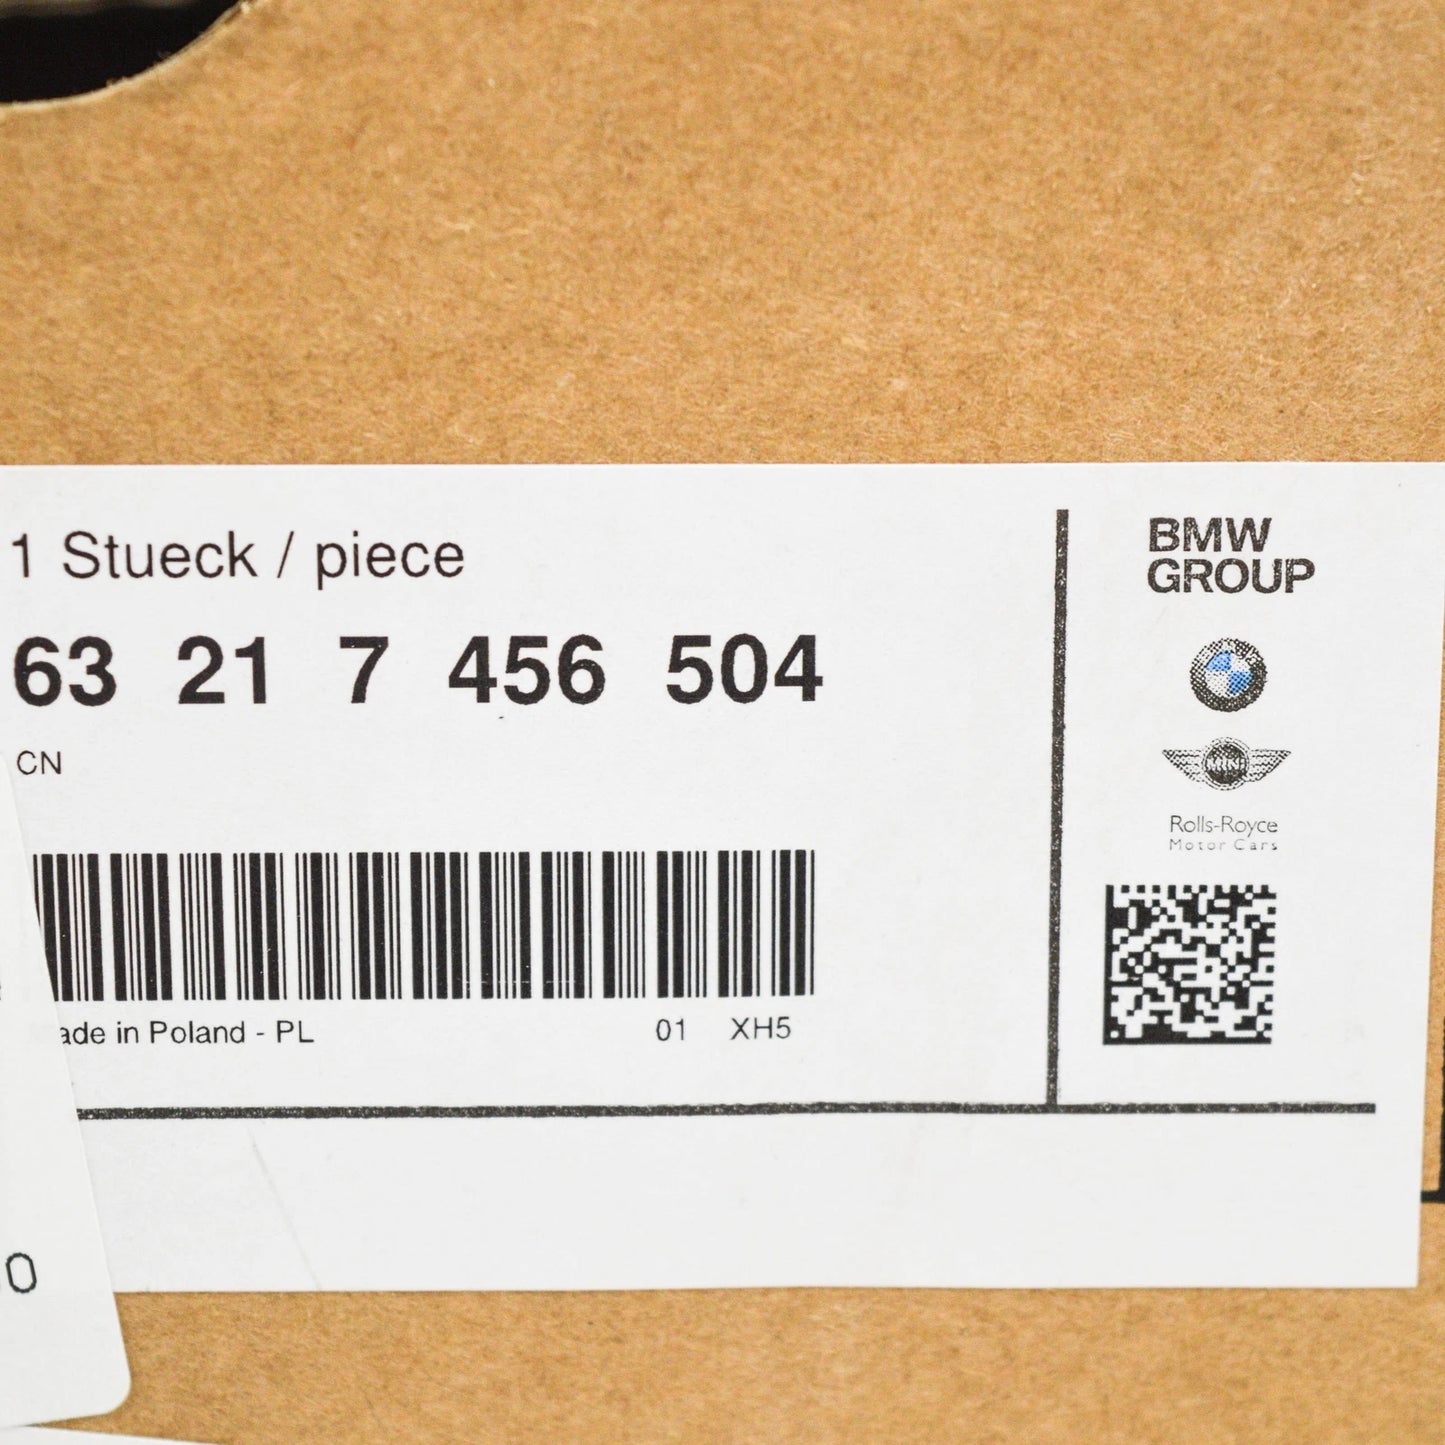 1 Stueck / piece
63 21 7 456 504
CN
ade in Poland - PL
01 XH5
BMW
GROUP
MINI
Rolls-Royce
Motor Cars
0